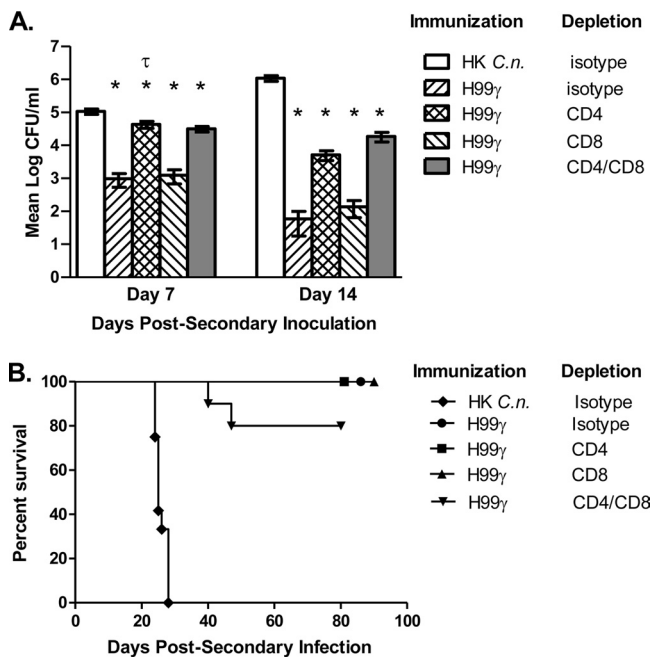 A.
Immunization Depletion
HK C.n. isotype
H99γ isotype
H99γ CD4
H99γ CD8
H99γ CD4/CD8
Mean Log CFU/ml
7
6
5
4
3
2
1
0
τ
* * * *
* * * *
Day 7 Day 14
Days Post-Secondary Inoculation
B.
Immunization Depletion
HK C.n. Isotype
H99γ Isotype
H99γ CD4
H99γ CD8
H99γ CD4/CD8
Percent survival
100
80
60
40
20
0
0 20 40 60 80 100
Days Post-Secondary Infection